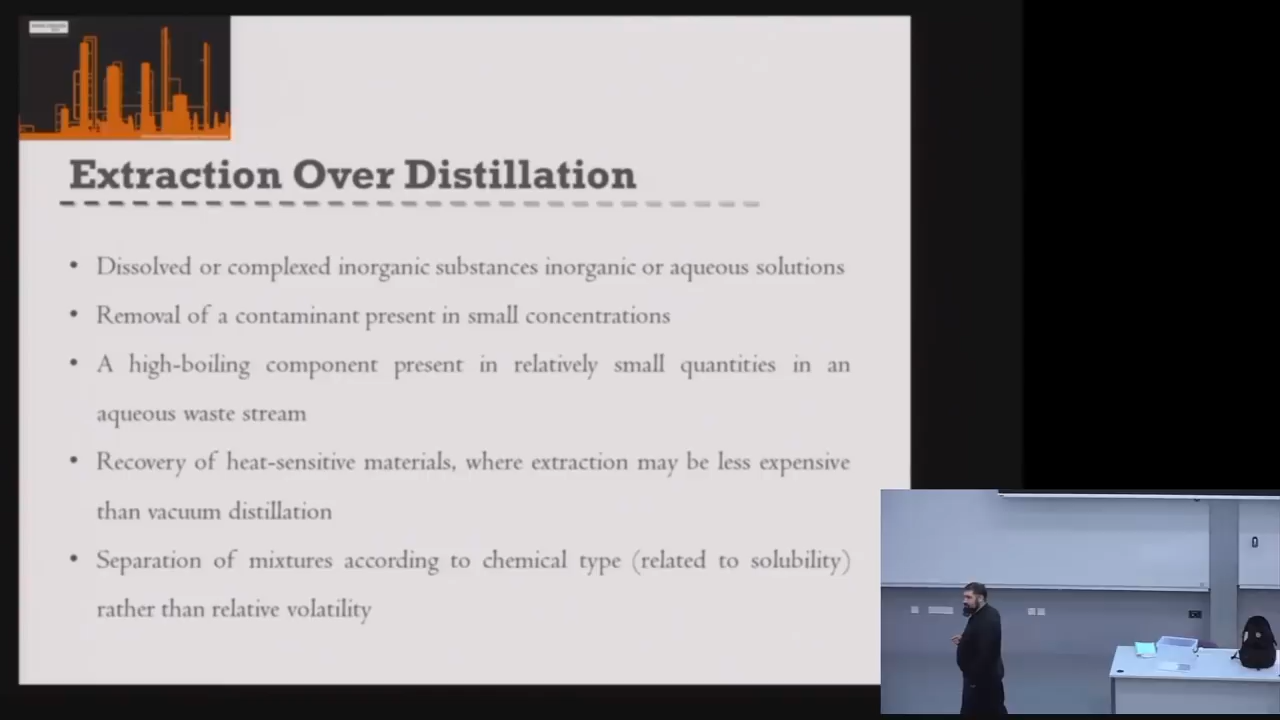 Extraction Over Distillation
• Dissolved or complexed inorganic substances inorganic or aqueous solutions
• Removal of a contaminant present in small concentrations
• A high-boiling component present in relatively small quantities in an
aqueous waste stream
• Recovery of heat-sensitive materials, where extraction may be less expensive
than vacuum distillation
• Separation of mixtures according to chemical type (related to solubility)
rather than relative volatility